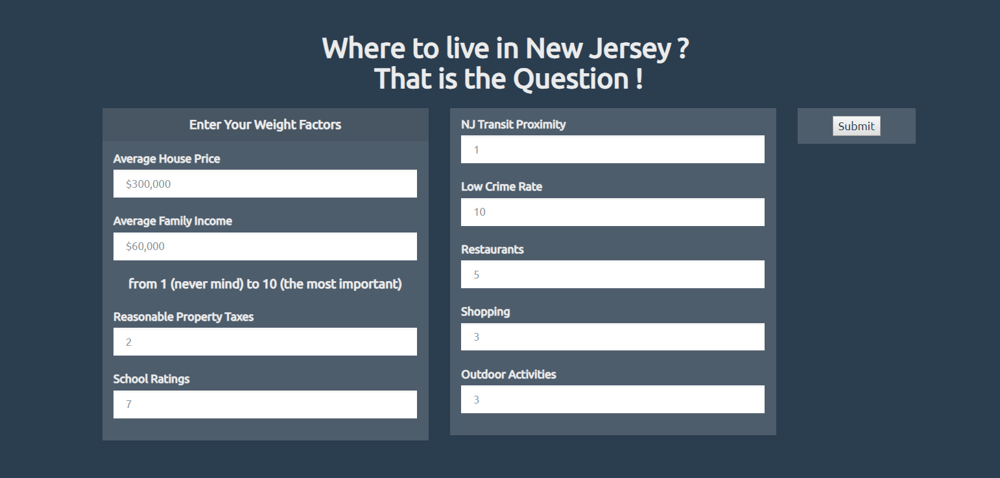 Where to live in New Jersey ?
That is the Question !
Enter Your Weight Factors
Average House Price
$300,000
Average Family Income
$60,000
from 1 (never mind) to 10 (the most important)
Reasonable Property Taxes
2
School Ratings
7
NJ Transit Proximity
1
Low Crime Rate
10
Restaurants
5
Shopping
3
Outdoor Activities
3
Submit